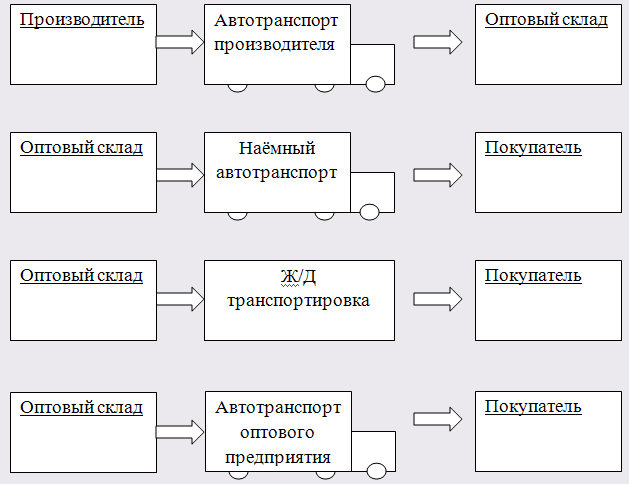 Производитель
Автотранспорт
производителя
Оптовый склад
Оптовый склад
Наёмный
автотранспорт
Покупатель
Оптовый склад
Ж/Д
транспортировка
Покупатель
Оптовый склад
Автотранспорт
оптового
предприятия
Покупатель